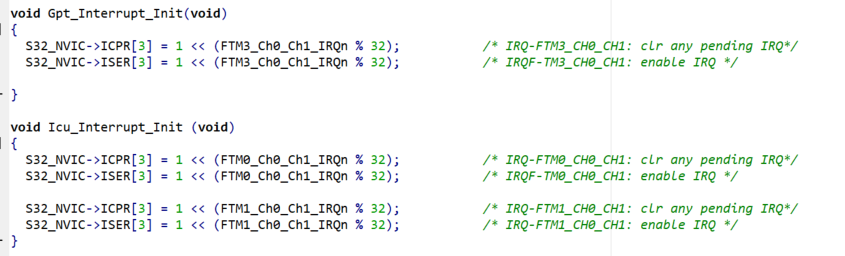 void Gpt_Interrupt_Init(void)
{
  S32_NVIC->ICPR[3] = 1 << (FTM3_Ch0_Ch1_IRQn % 32);           /* IRQ-FTM3_CH0_CH1: clr any pending IRQ*/
  S32_NVIC->ISER[3] = 1 << (FTM3_Ch0_Ch1_IRQn % 32);           /* IRQF-TM3_CH0_CH1: enable IRQ */
}
void Icu_Interrupt_Init (void)
{
  S32_NVIC->ICPR[3] = 1 << (FTM0_Ch0_Ch1_IRQn % 32);           /* IRQ-FTM0_CH0_CH1: clr any pending IRQ*/
  S32_NVIC->ISER[3] = 1 << (FTM0_Ch0_Ch1_IRQn % 32);           /* IRQF-TM0_CH0_CH1: enable IRQ */
  S32_NVIC->ICPR[3] = 1 << (FTM1_Ch0_Ch1_IRQn % 32);           /* IRQ-FTM1_CH0_CH1: clr any pending IRQ*/
  S32_NVIC->ISER[3] = 1 << (FTM1_Ch0_Ch1_IRQn % 32);           /* IRQ-FTM1_CH0_CH1: enable IRQ */
}